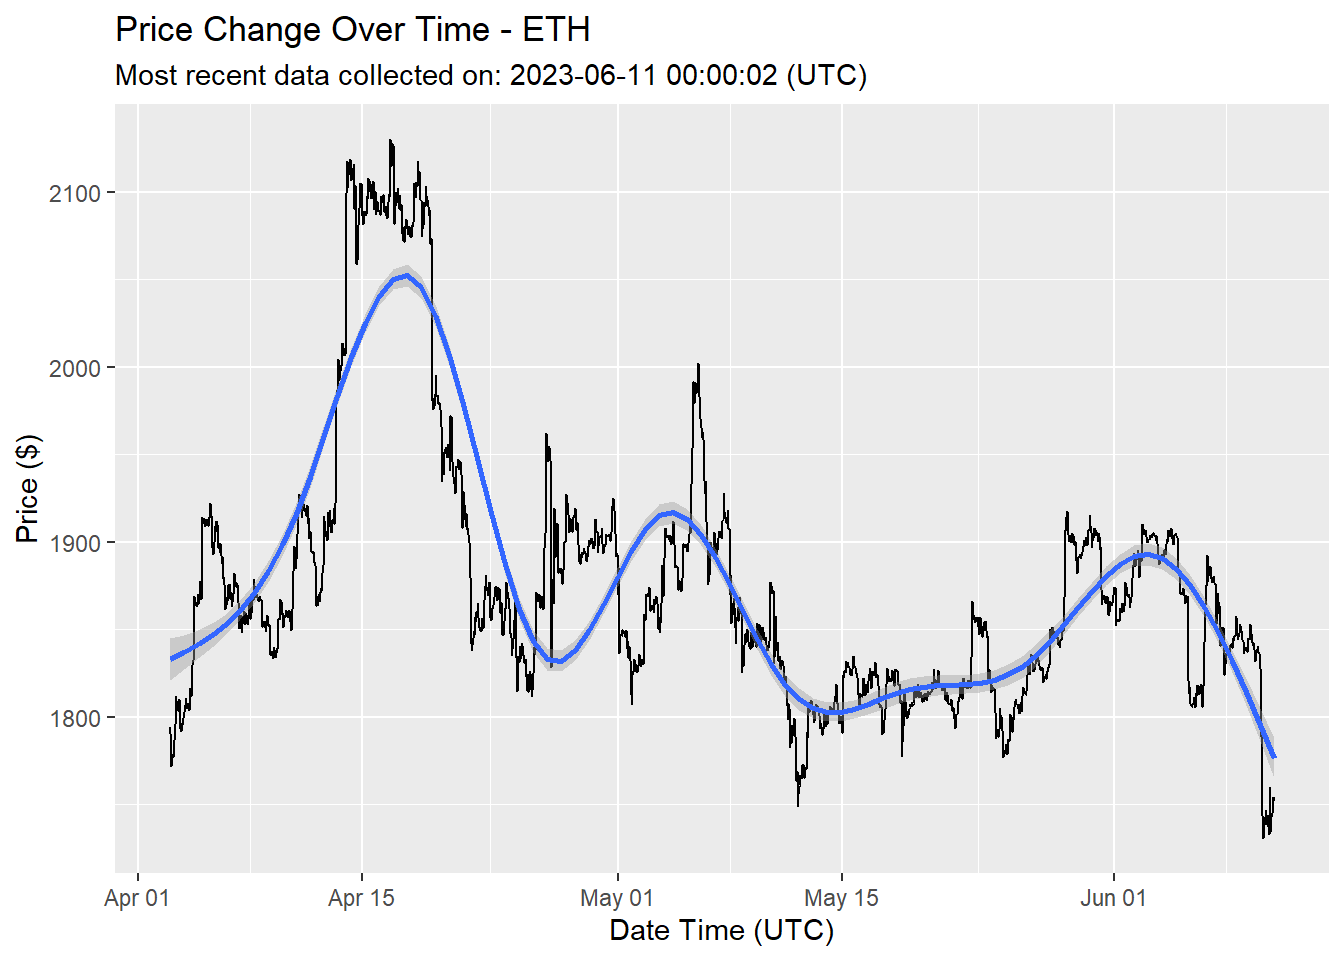 Price Change Over Time - ETH
Most recent data collected on: 2023-06-11 00:00:02 (UTC)
Price ($)
2100
2000
1900
1800
Apr 01
Apr 15
May 01
May 15
Jun 01
Date Time (UTC)